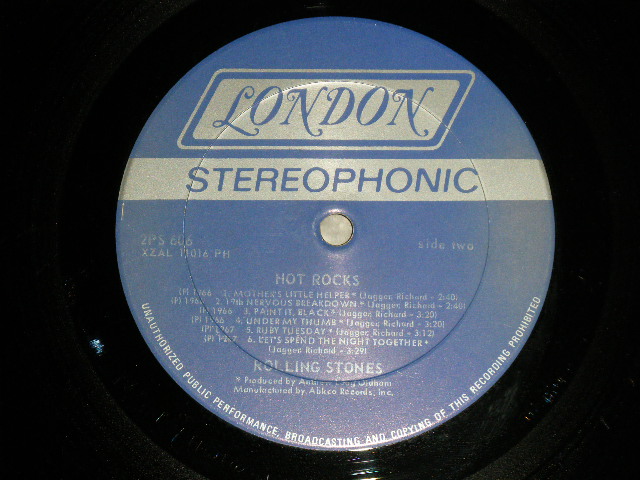 LONDON
STEREOPHONIC
2PS 606
XZAL 11016 PH
side two
HOT ROCKS
(P) 1966 1. MOTHER'S LITTLE HELPER * (Jagger, Richard - 2:40)
(P) 1966 2. 19th NERVOUS BREAKDOWN * (Jagger, Richard - 2:40)
(P) 1966 3. PAINT IT, BLACK * (Jagger, Richard - 3:20)
(P) 1966 4. UNDER MY THUMB * (Jagger, Richard - 3:20)
(P) 1967 5. RUBY TUESDAY * (Jagger, Richard - 3:12)
(P) 1967 6. LET'S SPEND THE NIGHT TOGETHER *
(Jagger, Richard - 3:29)
ROLLING STONES
* Produced by Andrew Loog Oldham
Manufactured by Abkco Records, Inc.
UNAUTHORIZED PUBLIC PERFORMANCE, BROADCASTING AND COPYING OF THIS RECORDING PROHIBITED